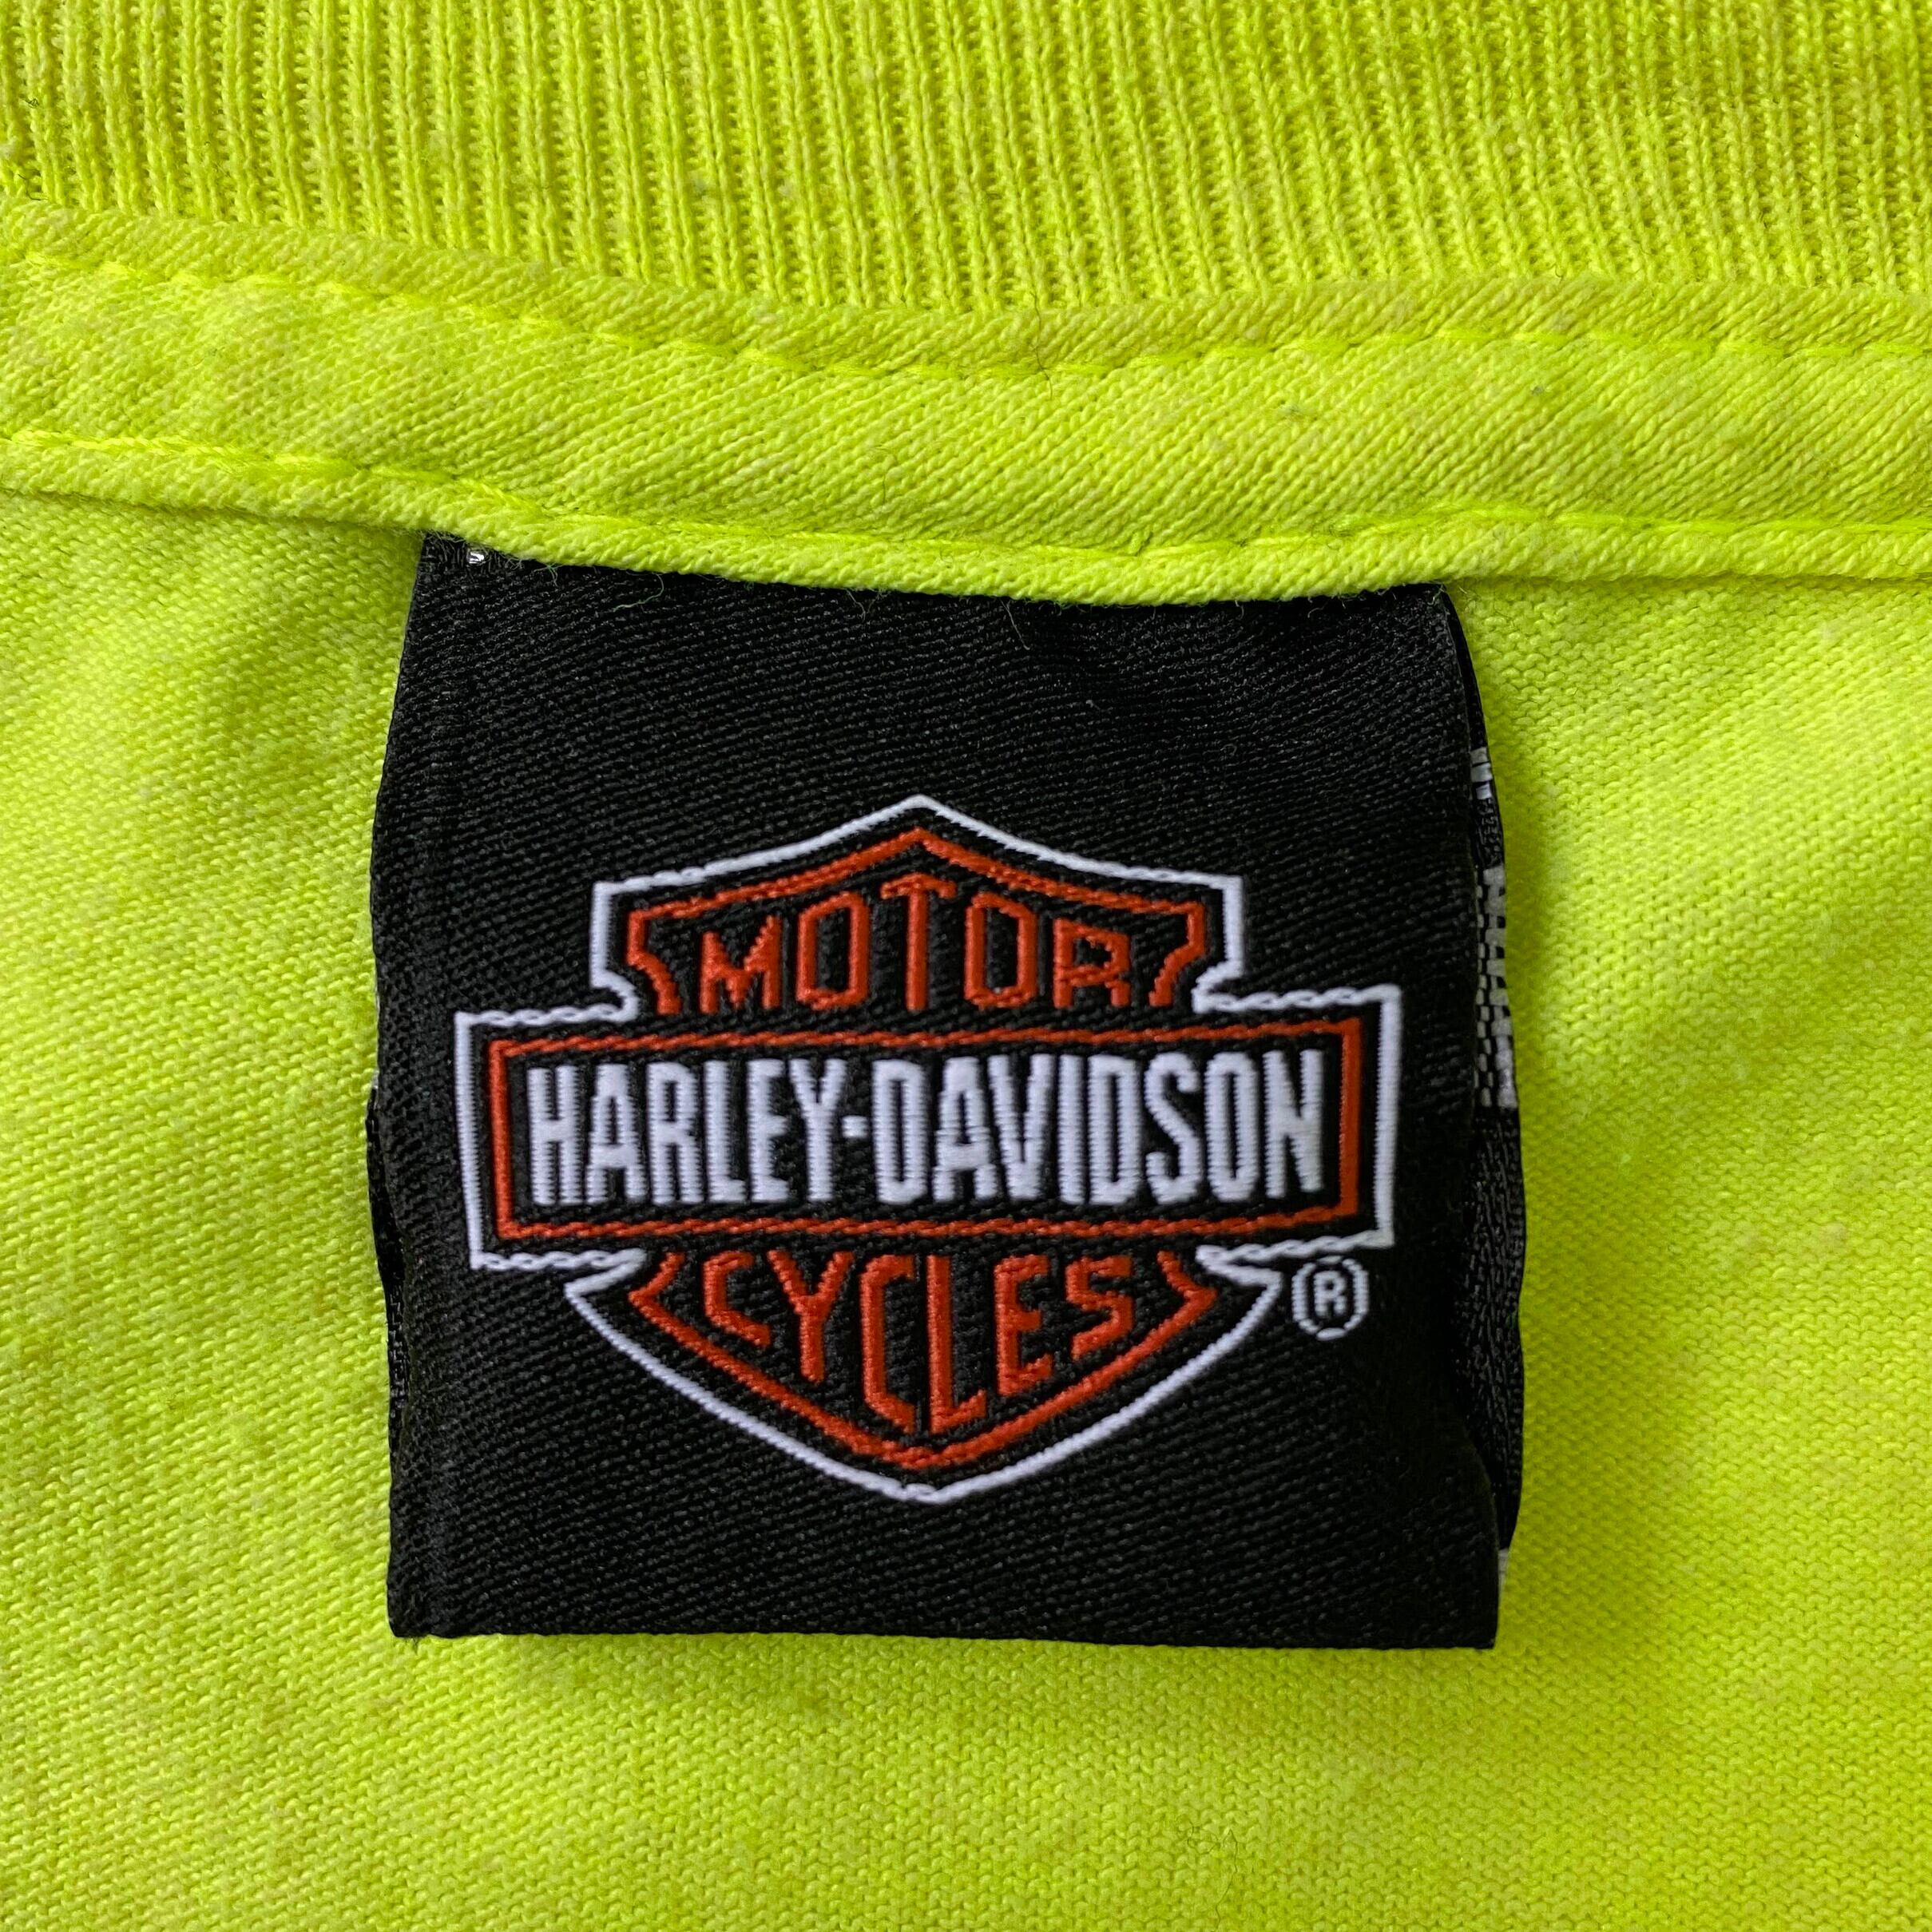 MOTOR
HARLEY-DAVIDSON
CYCLES
®